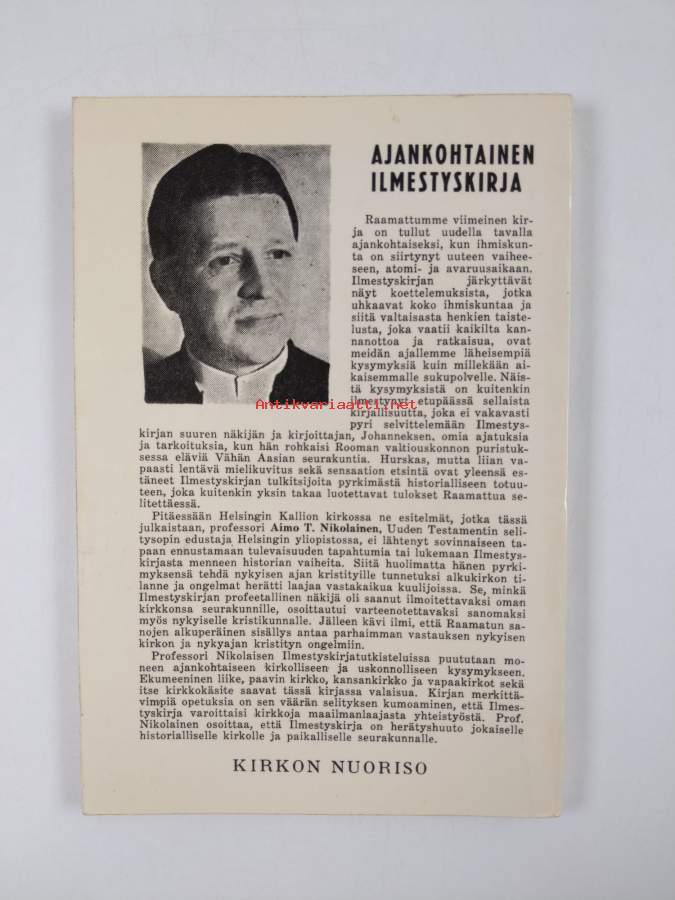 AJANKOHTAINEN
ILMESTYSKIRJA
Raamattumme viimeinen kir-
ja on tullut uudella tavalla
ajankohtaiseksi, kun ihmiskun-
ta on siirtynyt uuteen vaihee-
seen, atomi- ja avaruusaikaan.
Ilmestyskirjan järkyttävät
näyt koettelemuksista, jotka
uhkaavat koko ihmiskuntaa ja
siitä valtaisasta henkien taiste-
lusta, joka vaatii kaikilta kan-
nanottoa ja ratkaisua, ovat
meidän ajallemme läheisempiä
kysymyksiä kuin millekään ai-
kaisemmalle sukupolvelle. Näis-
tä kysymyksistä on kuitenkin
ilmestynyt etupäässä sellaista
Antikvariaatti.net
kirjallisuutta, joka ei vakavasti
pyri selvittelemään Ilmestys-
kirjan suuren näkijän ja kirjoittajan, Johanneksen, omia ajatuksia
ja tarkoituksia, kun hän rohkaisi Rooman valtiouskonnon puristuk-
sessa eläviä Vähän Aasian seurakuntia. Hurskas, mutta liian va-
paasti lentävä mielikuvitus sekä sensaation etsintä ovat yleensä es-
täneet Ilmestyskirjan tulkitsijoita pyrkimästä historialliseen totuu-
teen, joka kuitenkin yksin takaa luotettavat tulokset Raamattua se-
litettäessä.
Pitäessään Helsingin Kallion kirkossa ne esitelmät, jotka tässä
julkaistaan, professori Aimo T. Nikolainen, Uuden Testamentin seli-
tysopin edustaja Helsingin yliopistossa, ei lähtenyt sovinnaiseen ta-
paan ennustamaan tulevaisuuden tapahtumia tai lukemaan Ilmestys-
kirjasta menneen historian vaiheita. Siitä huolimatta hänen pyrki-
myksensä tehdä nykyisen ajan kristityille tunnetuksi alkukirkon ti-
lanne ja ongelmat herätti laajaa vastakaikua kuulijoissa. Se, minkä
Ilmestyskirjan profeetallinen näkijä oli saanut ilmoitettavaksi oman
kirkkonsa seurakunnille, osoittautui varteenotettavaksi sanomaksi
myös nykyiselle kristikunnalle. Jälleen kävi ilmi, että Raamatun sa-
nojen alkuperäinen sisällys antaa parhaimman vastauksen nykyisen
kirkon ja nykyajan kristityn ongelmiin.
Professori Nikolaisen Ilmestyskirjatutkisteluissa puututaan mo-
neen ajankohtaiseen kirkolliseen ja uskonnolliseen kysymykseen.
Ekumeeninen liike, paavin kirkko, kansankirkko ja vapaakirkot sekä
itse kirkkokäsite saavat tässä kirjassa valaisua. Kirjan merkittä-
vimpiä opetuksia on sen väärän selityksen kumoaminen, että Ilmes-
tyskirja varoittaisi kirkkoja maailmanlaajasta yhteistyöstä. Prof.
Nikolainen osoittaa, että Ilmestyskirja on herätyshuuto jokaiselle
historialliselle kirkolle ja paikalliselle seurakunnalle.
KIRKON NUORISO